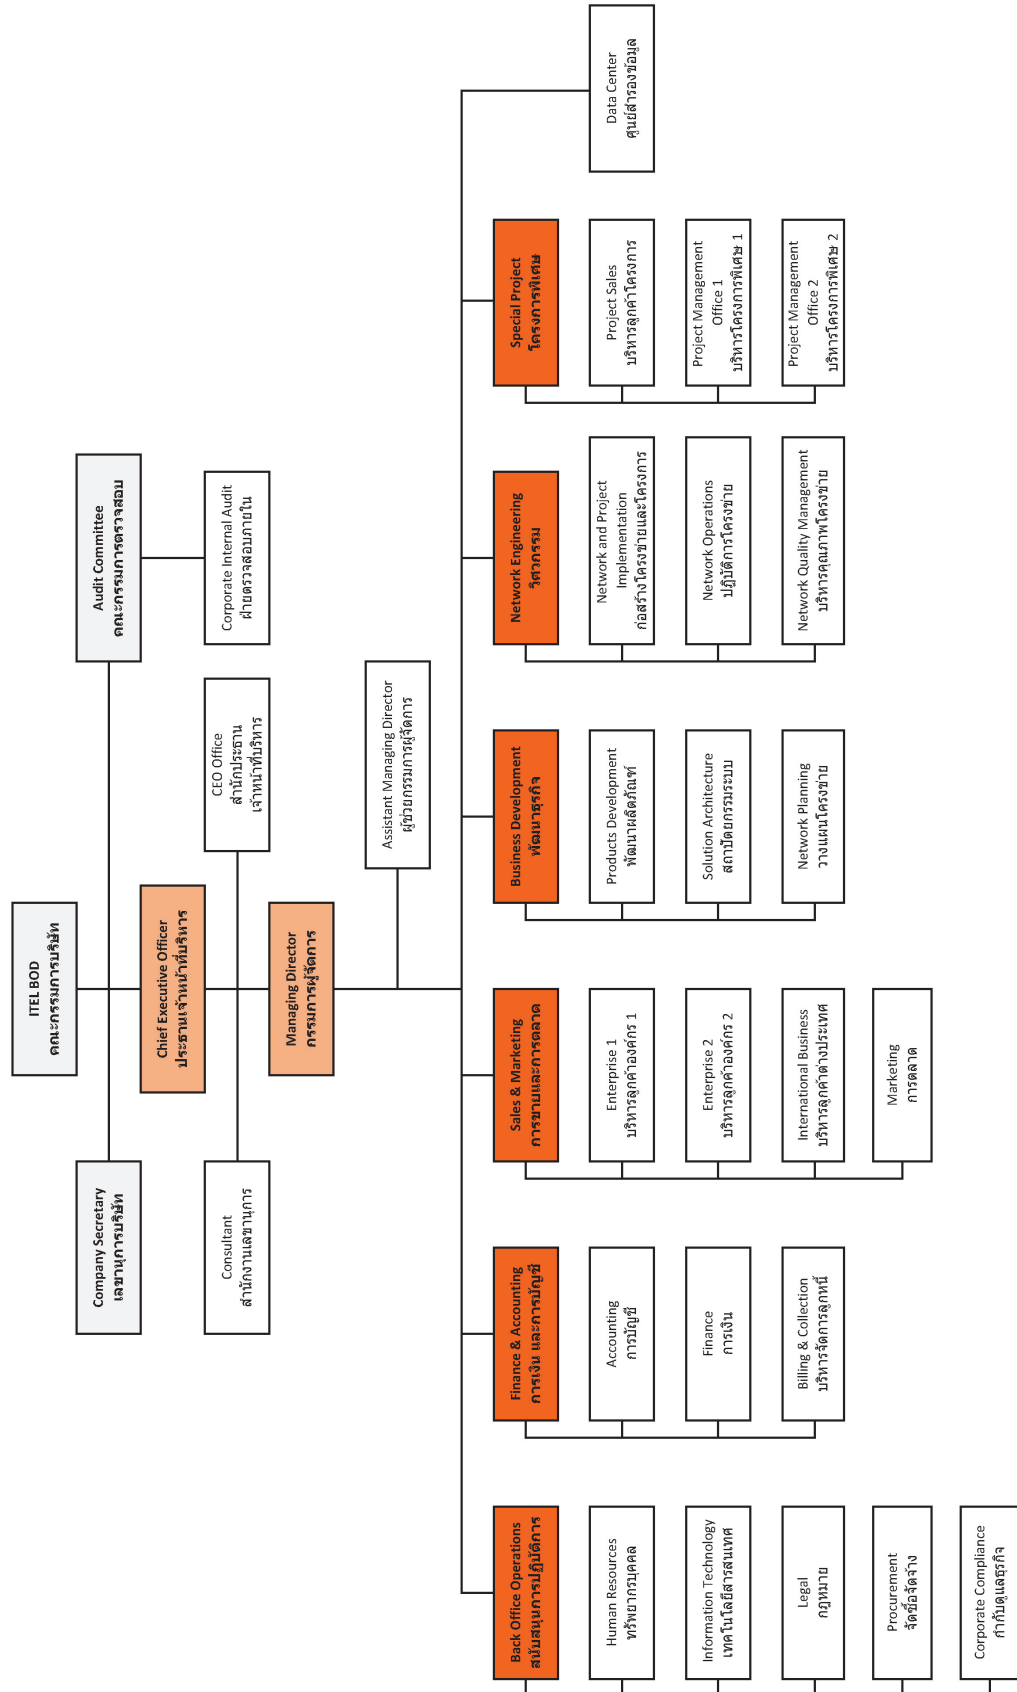 ITEL BOD
คณะกรรมการบริษัท
Company Secretary
เลขานุการบริษัท
Audit Committee
คณะกรรมการตรวจสอบ
Chief Executive Officer
ประธานเจ้าหน้าที่บริหาร
Consultant
สำนักงานเลขานุการ
CEO Office
สำนักประธาน
เจ้าหน้าที่บริหาร
Corporate Internal Audit
ฝ่ายตรวจสอบภายใน
Managing Director
กรรมการผู้จัดการ
Assistant Managing Director
ผู้ช่วยกรรมการผู้จัดการ
Back Office Operations
สนับสนุนการปฏิบัติการ
Human Resources
ทรัพยากรบุคคล
Information Technology
เทคโนโลยีสารสนเทศ
Legal
กฎหมาย
Procurement
จัดซื้อจัดจ้าง
Corporate Compliance
กำกับดูแลธุรกิจ
Finance & Accounting
การเงิน และการบัญชี
Accounting
การบัญชี
Finance
การเงิน
Billing & Collection
บริหารจัดการลูกหนี้
Sales & Marketing
การขายและการตลาด
Enterprise 1
บริหารลูกค้าองค์กร 1
Enterprise 2
บริหารลูกค้าองค์กร 2
International Business
บริหารลูกค้าต่างประเทศ
Marketing
การตลาด
Business Development
พัฒนาธุรกิจ
Products Development
พัฒนาผลิตภัณฑ์
Solution Architecture
สถาปัตยกรรมระบบ
Network Planning
วางแผนโครงข่าย
Network Engineering
วิศวกรรม
Network and Project
Implementation
ก่อสร้างโครงข่ายและโครงการ
Network Operations
ปฏิบัติการโครงข่าย
Network Quality Management
บริหารคุณภาพโครงข่าย
Special Project
โครงการพิเศษ
Project Sales
บริหารลูกค้าโครงการ
Project Management
Office 1
บริหารโครงการพิเศษ 1
Project Management
Office 2
บริหารโครงการพิเศษ 2
Data Center
ศูนย์สำรองข้อมูล